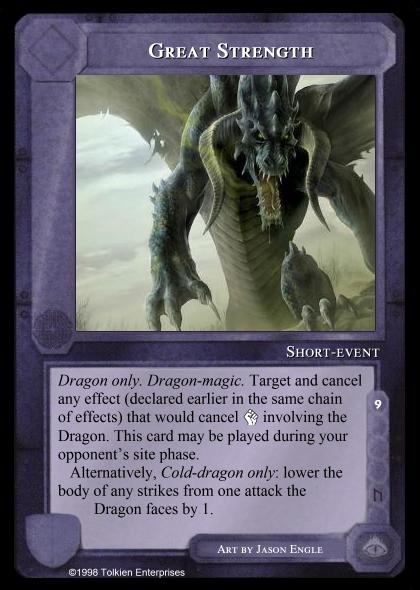 Great Strength
Short-event
Dragon only. Dragon-magic. Target and cancel
any effect (declared earlier in the same chain
of effects) that would cancel involving the
Dragon. This card may be played during your
opponent's site phase.
Alternatively, Cold-dragon only: lower the
body of any strikes from one attack the
Dragon faces by 1.
9
U
Art by Jason Engle
©1998 Tolkien Enterprises